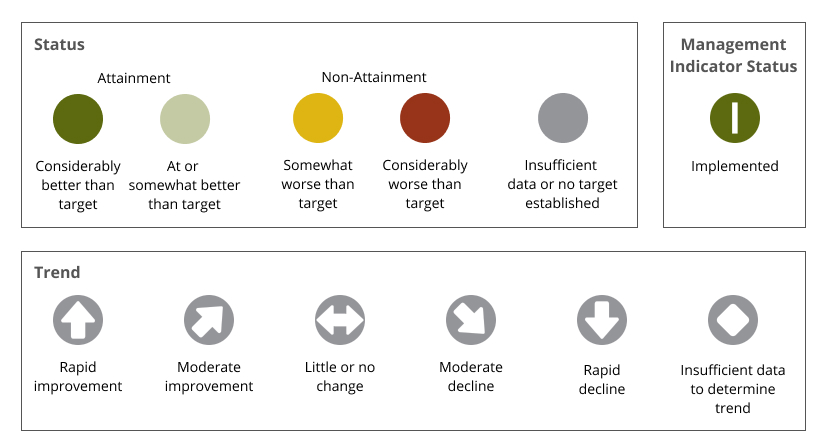 Status
Attainment
Non-Attainment
Considerably
better than
target
At or
somewhat better
than target
Somewhat
worse than
target
Considerably
worse than
target
Insufficient
data or no target
established
Management
Indicator Status
Implemented
Trend
Rapid
improvement
Moderate
improvement
Little or no
change
Moderate
decline
Rapid
decline
Insufficient data
to determine
trend